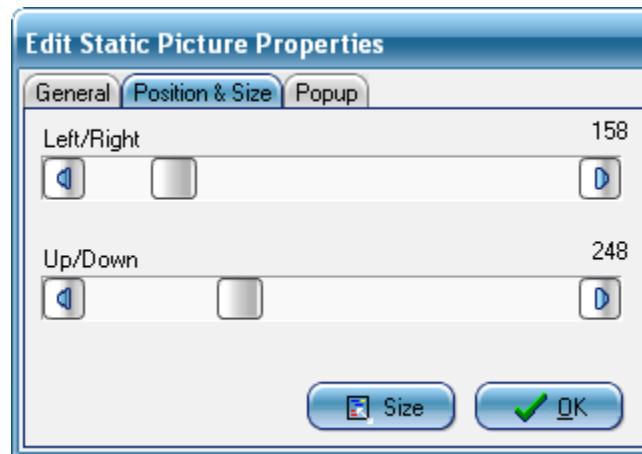 Edit Static Picture Properties
General Position & Size Popup
Left/Right 158
Up/Down 248
Size OK